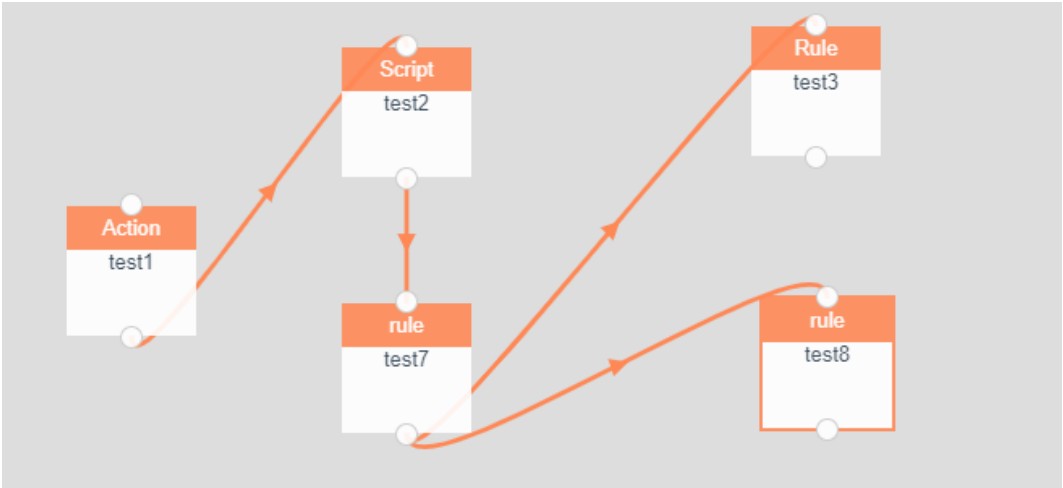 Action
test1
Script
test2
rule
test7
Rule
test3
rule
test8